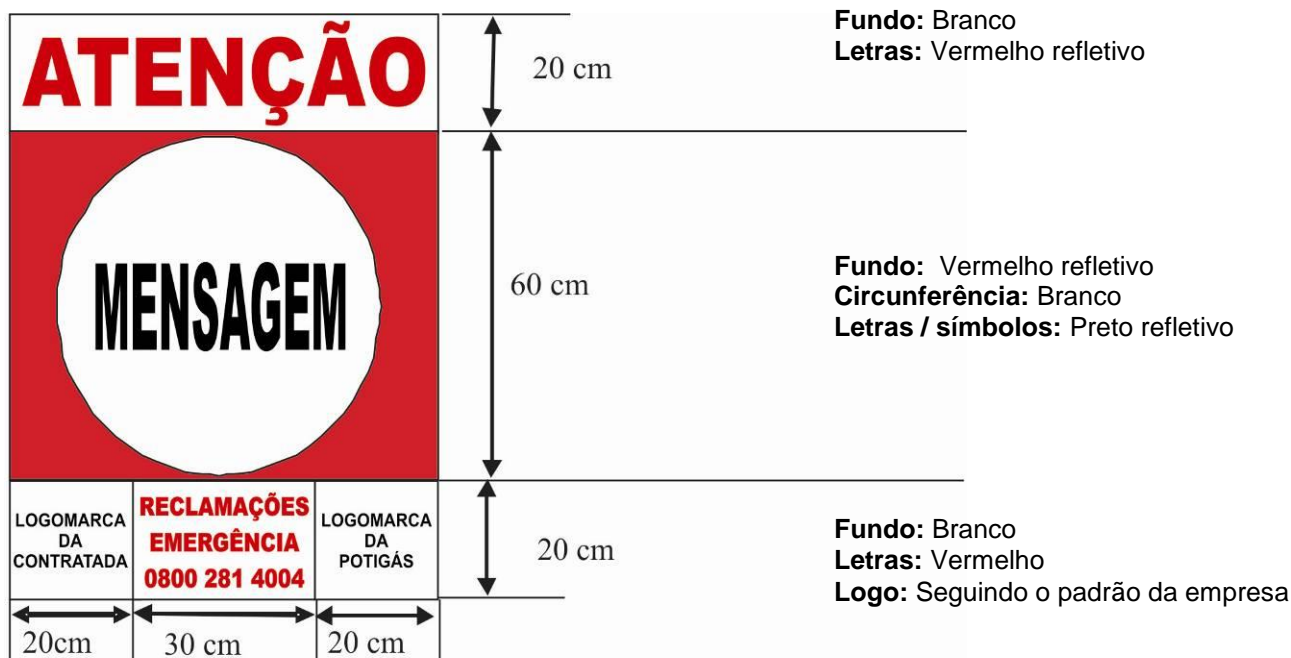 ATENÇÃO
20 cm
Fundo: Branco
Letras: Vermelho refletivo
MENSAGEM
60 cm
Fundo: Vermelho refletivo
Circunferência: Branco
Letras / símbolos: Preto refletivo
LOGOMARCA
DA
CONTRATADA
RECLAMAÇÕES
EMERGÊNCIA
0800 281 4004
LOGOMARCA
DA
POTIGÁS
20 cm
Fundo: Branco
Letras: Vermelho
Logo: Seguindo o padrão da empresa
20cm
30 cm
20 cm